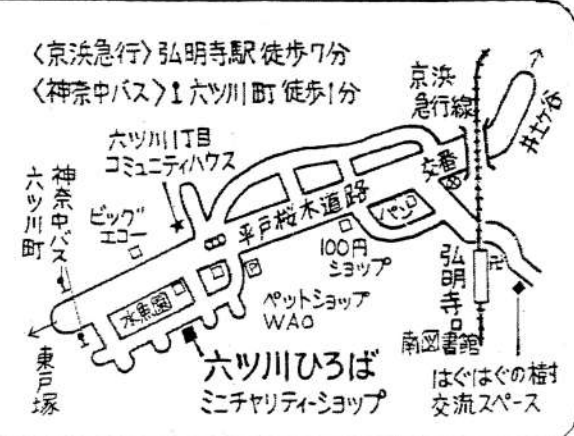 〈京浜急行〉弘明寺駅徒歩7分
〈神奈中バス〉六ツ川町徒歩1分
京浜
急行線
井土ヶ谷
六ツ川1丁目
コミュニティハウス
交番
神奈中バス
六ツ川町
ビッグ
エコー
平戸桜木道路
パン
100円
ショップ
弘明寺
卍
水魚園
ペットショップ
WAO
南図書館
東戸塚
六ツ川ひろば
ミニチャリティーショップ
はぐはぐの樹
交流スペース